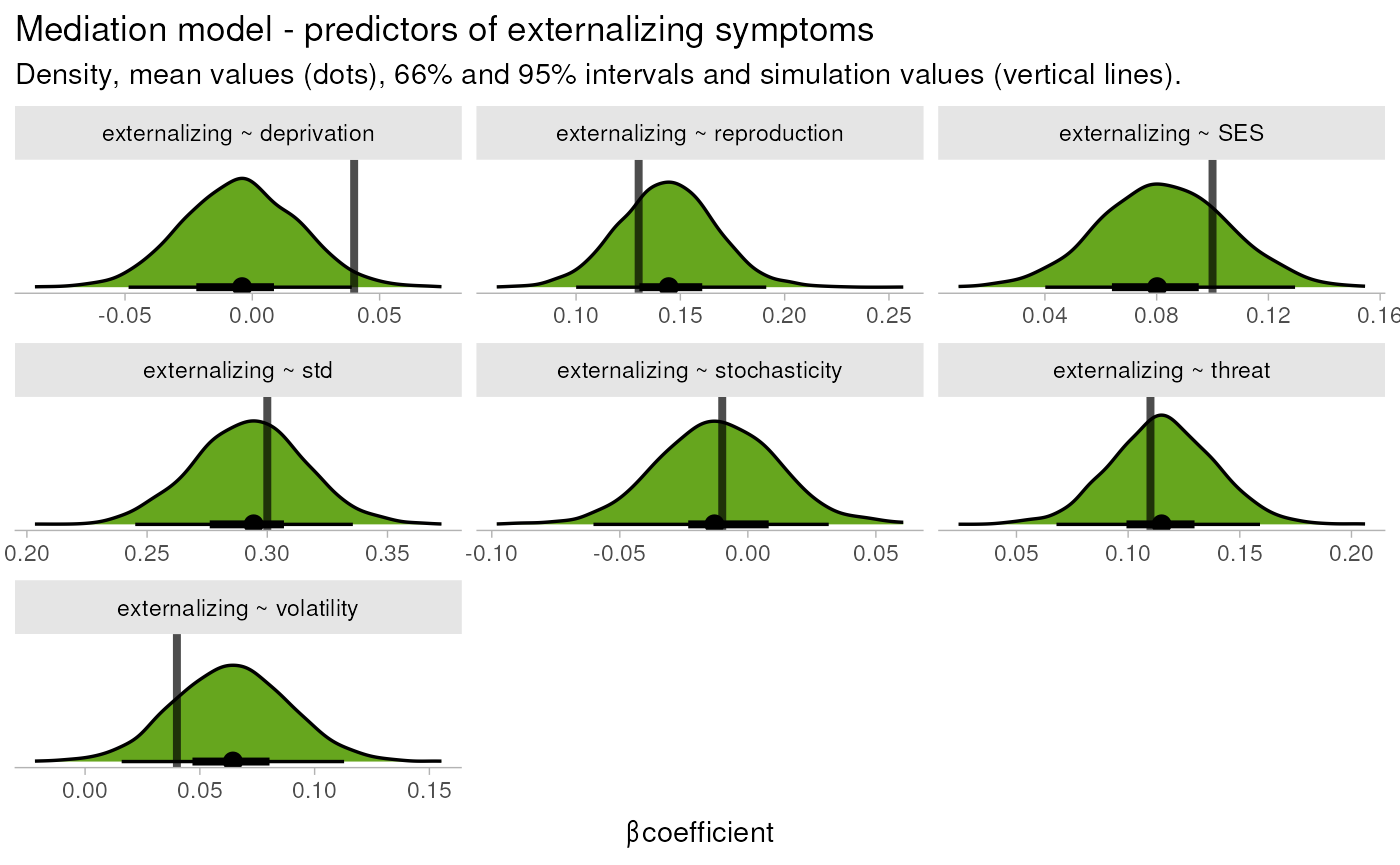 Mediation model - predictors of externalizing symptoms
Density, mean values (dots), 66% and 95% intervals and simulation values (vertical lines).
externalizing ~ deprivation
externalizing ~ reproduction
externalizing ~ SES
-0.05 0.00 0.05
0.10 0.15 0.20 0.25
0.04 0.08 0.12 0.16
externalizing ~ std
externalizing ~ stochasticity
externalizing ~ threat
0.20 0.25 0.30 0.35
-0.10 -0.05 0.00 0.05
0.05 0.10 0.15 0.20
externalizing ~ volatility
0.00 0.05 0.10 0.15
βcoefficient